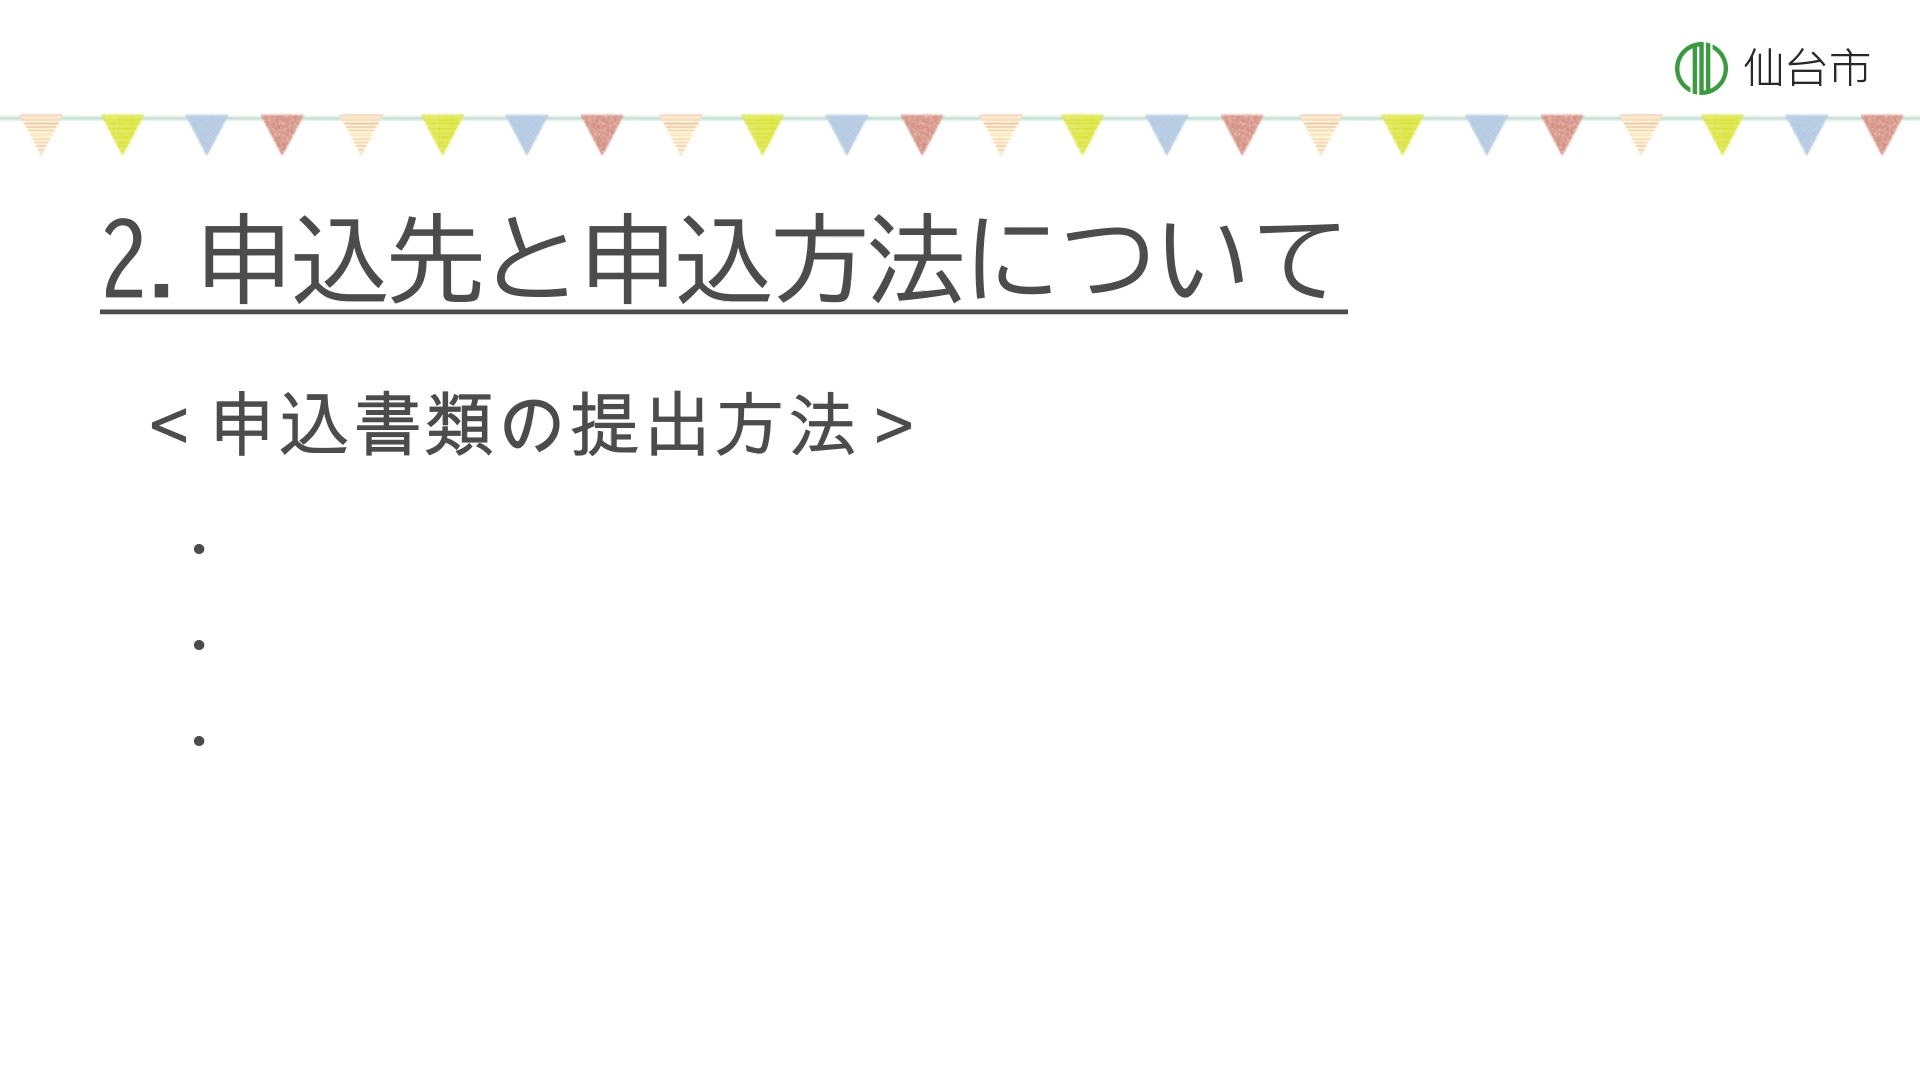 仙台市
2. 申込先と申込方法について
< 申込書類の提出方法 >
・
・
・